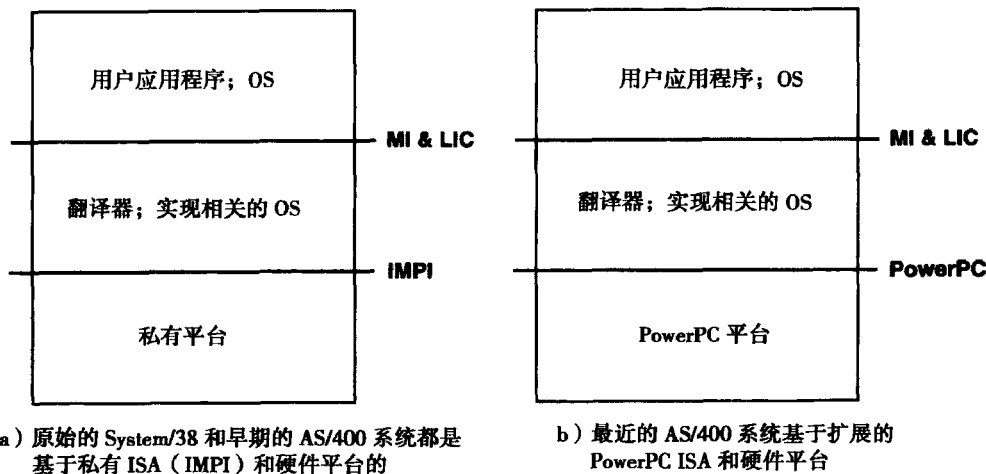 用户应用程序；OS
MI & LIC
翻译器；实现相关的 OS
IMPI
私有平台
a）原始的 System/38 和早期的 AS/400 系统都是
基于私有 ISA（IMPI）和硬件平台的
用户应用程序；OS
MI & LIC
翻译器；实现相关的 OS
PowerPC
PowerPC 平台
b）最近的 AS/400 系统基于扩展的
PowerPC ISA 和硬件平台